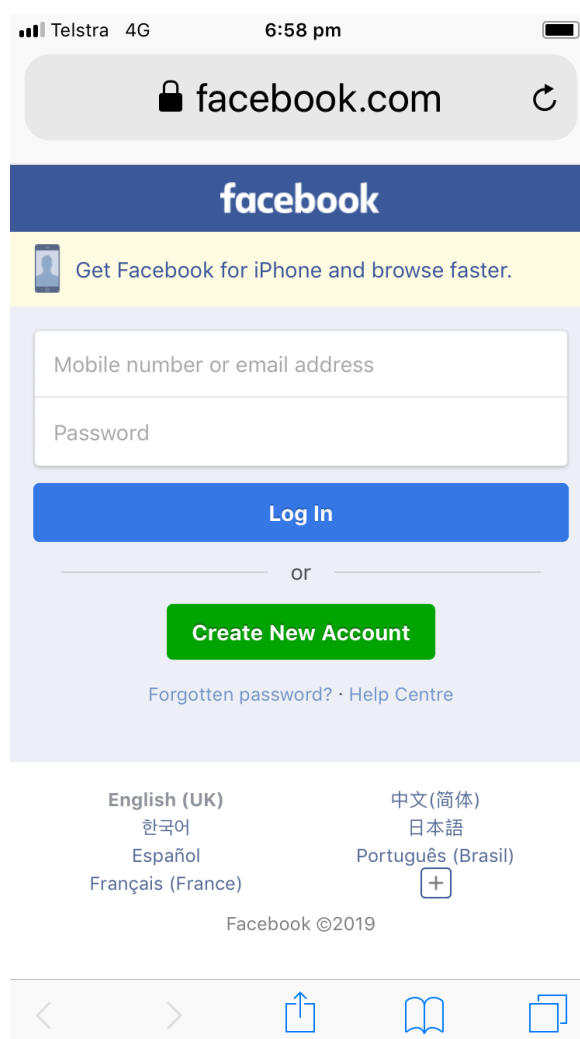 Telstra 4G 6:58 pm
facebook.com
facebook
Get Facebook for iPhone and browse faster.
Mobile number or email address
Password
Log In
or
Create New Account
Forgotten password? · Help Centre
English (UK) 中文(简体)
한국어 日本語
Español Português (Brasil)
Français (France) +
Facebook ©2019